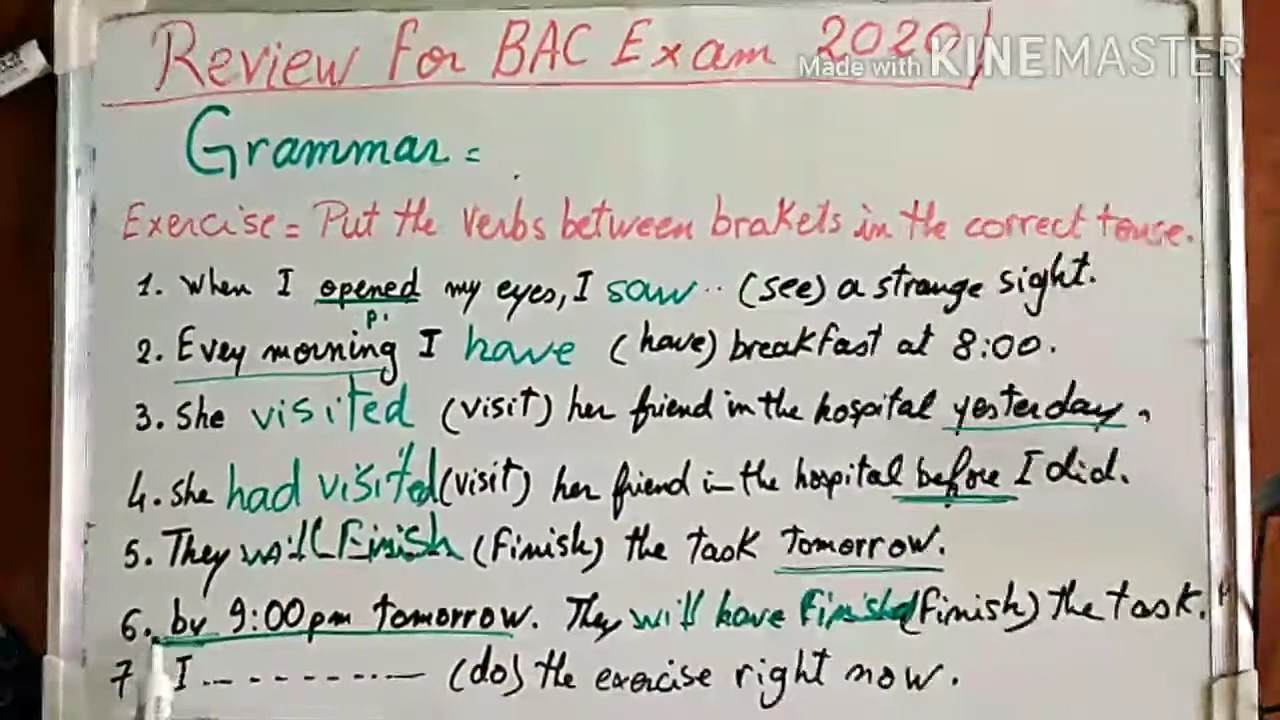 Review for BAC Exam 2020/
Made with KINEMASTER
Grammar =
Exercise = Put the verbs between brakets in the correct tense.
1. When I opened my eyes, I saw .. (see) a strange sight.
p.
2. Evey morning I have (have) breakfast at 8:00.
3. She visited (visit) her friend in the hospital yesterday.
4. She had visited (visit) her friend in the hospital before I did.
5. They will finish (finish) the task tomorrow.
6. by 9:00pm tomorrow. They will have finished (finish) the task.
7 I ---------- (do) the exercise right now.